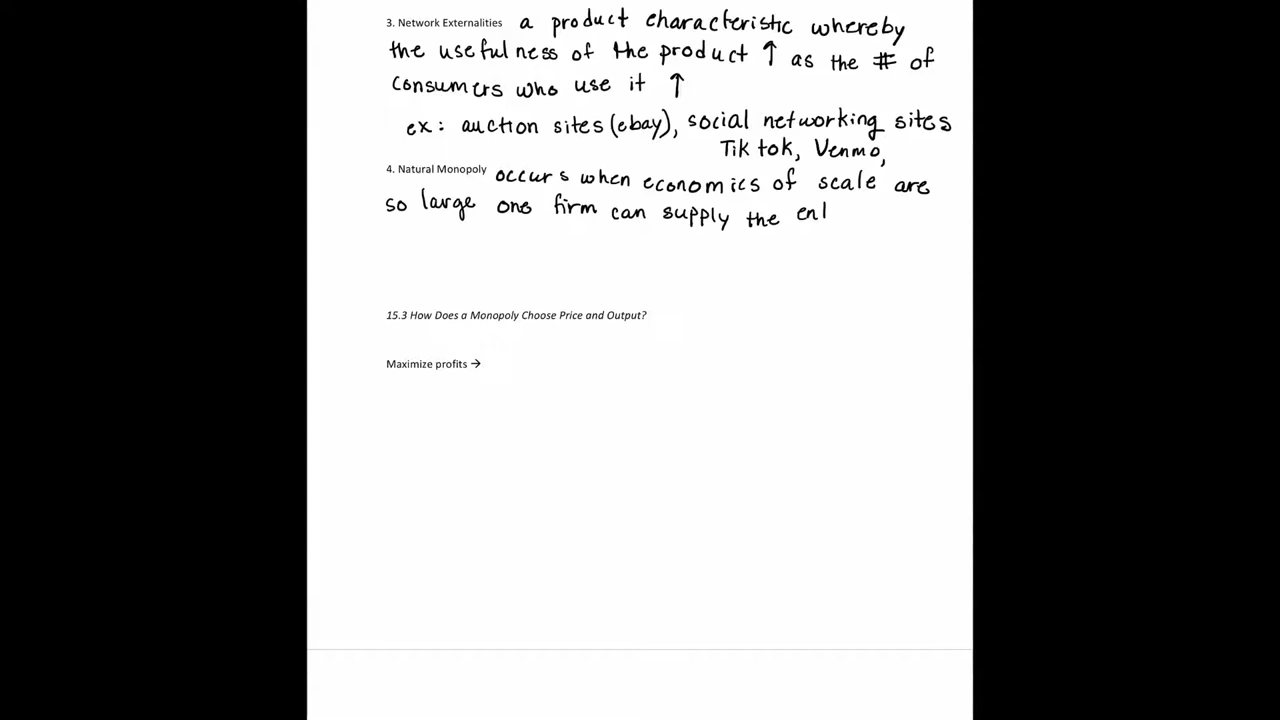 3. Network Externalities a product characteristic whereby
the usefulness of the product ↑ as the # of
consumers who use it ↑
ex: auction sites (ebay), social networking sites
Tik tok, Venmo,
4. Natural Monopoly occurs when economics of scale are
so large one firm can supply the
15.3 How Does a Monopoly Choose Price and Output?
Maximize profits →